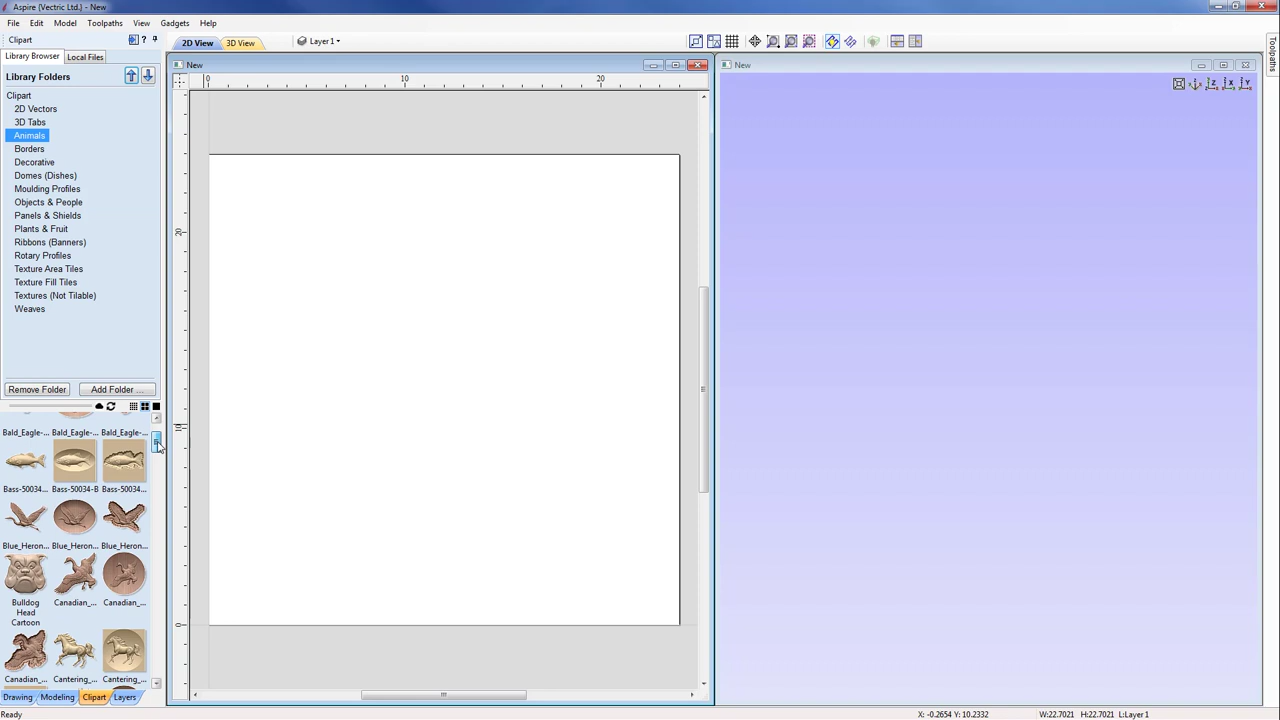 Aspire (Vectric Ltd.) - New
File Edit Model Toolpaths View Gadgets Help
Clipart
Library Browser Local Files
2D View 3D View Layer 1
Library Folders
New
New
0 10 20
Clipart
2D Vectors
3D Tabs
Animals
Borders
Decorative
Domes (Dishes)
Moulding Profiles
Objects & People
Panels & Shields
Plants & Fruit
Ribbons (Banners)
Rotary Profiles
Texture Area Tiles
Texture Fill Tiles
Textures (Not Tilable)
Weaves
20
10
0
Toolpaths
Z X Y
Remove Folder Add Folder ...
Bald_Eagle-... Bald_Eagle-... Bald_Eagle-...
Bass-50034... Bass-50034-B Bass-50034...
Blue_Heron... Blue_Heron... Blue_Heron...
Bulldog Head Cartoon Canadian_... Canadian_...
Canadian_... Cantering_... Cantering_...
Drawing Modeling Clipart Layers
Ready
X: -0.2654 Y: 10.2332 W:22.7021 H:22.7021 L:Layer 1